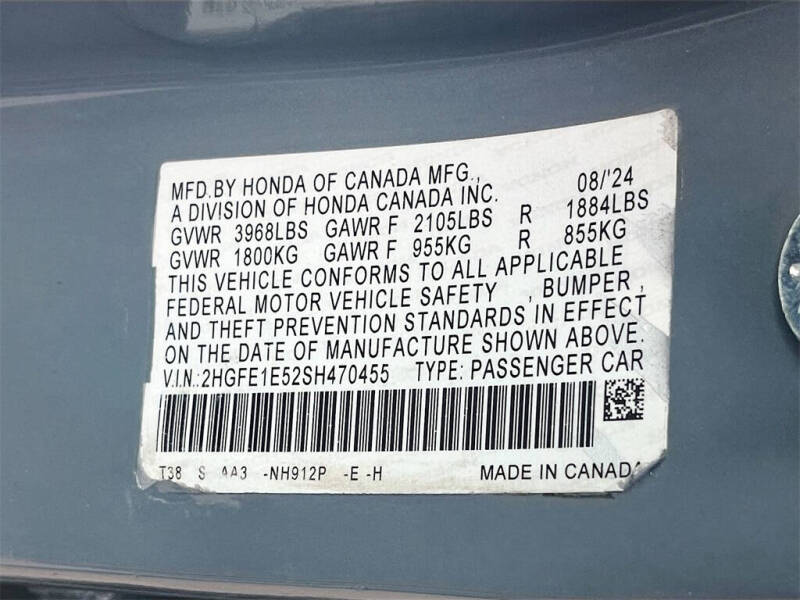 MFD.BY HONDA OF CANADA MFG., 08/'24
A DIVISION OF HONDA CANADA INC.
GVWR 3968LBS GAWR F 2105LBS R 1884LBS
GVWR 1800KG GAWR F 955KG R 855KG
THIS VEHICLE CONFORMS TO ALL APPLICABLE
FEDERAL MOTOR VEHICLE SAFETY , BUMPER ,
AND THEFT PREVENTION STANDARDS IN EFFECT
ON THE DATE OF MANUFACTURE SHOWN ABOVE.
V.I.N.:2HGFE1E52SH470455 TYPE: PASSENGER CAR
T38 S AA3 -NH912P -E -H MADE IN CANADA